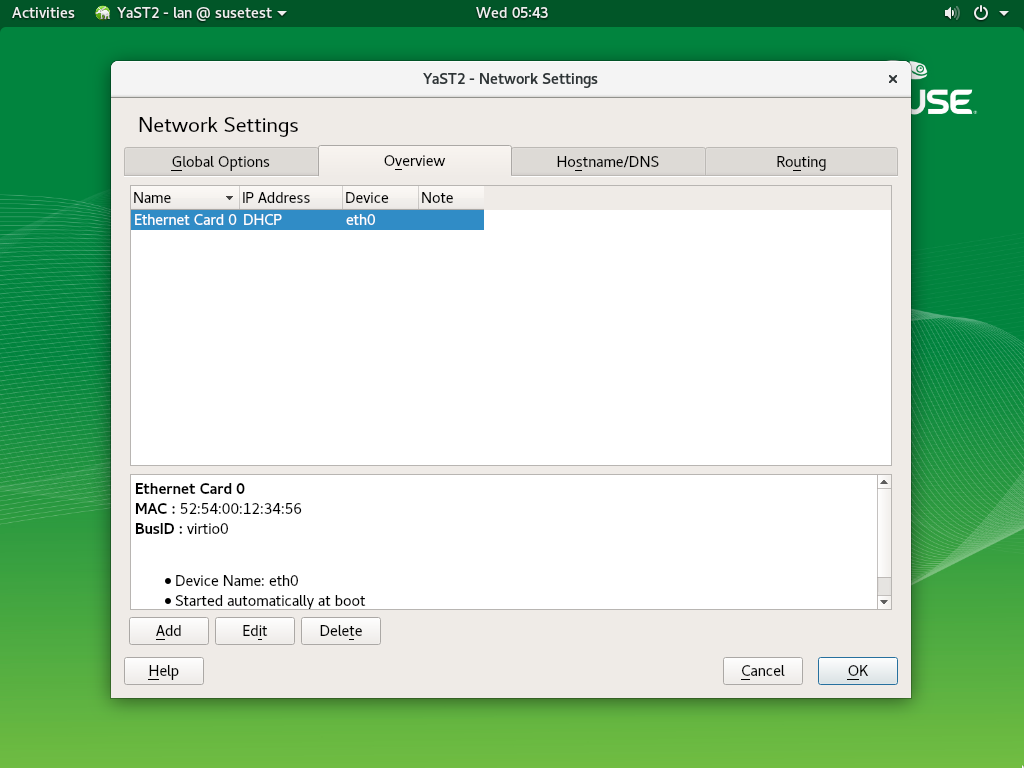 Activities YaST2 - lan @ susetest Wed 05:43
YaST2 - Network Settings
USE.
Network Settings
Global Options Overview Hostname/DNS Routing
Name IP Address Device Note
Ethernet Card 0 DHCP eth0
Ethernet Card 0
MAC : 52:54:00:12:34:56
BusID : virtio0
• Device Name: eth0
• Started automatically at boot
Add Edit Delete
Help Cancel OK